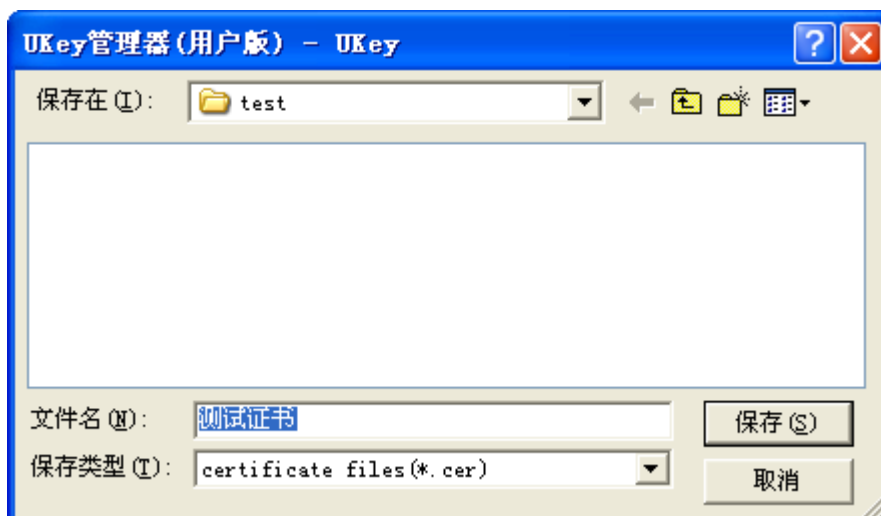 UKey管理器(用户版) - UKey
保存在(I): test
文件名(N): 测试证书 保存(S)
保存类型(T): certificate files(*.cer) 取消